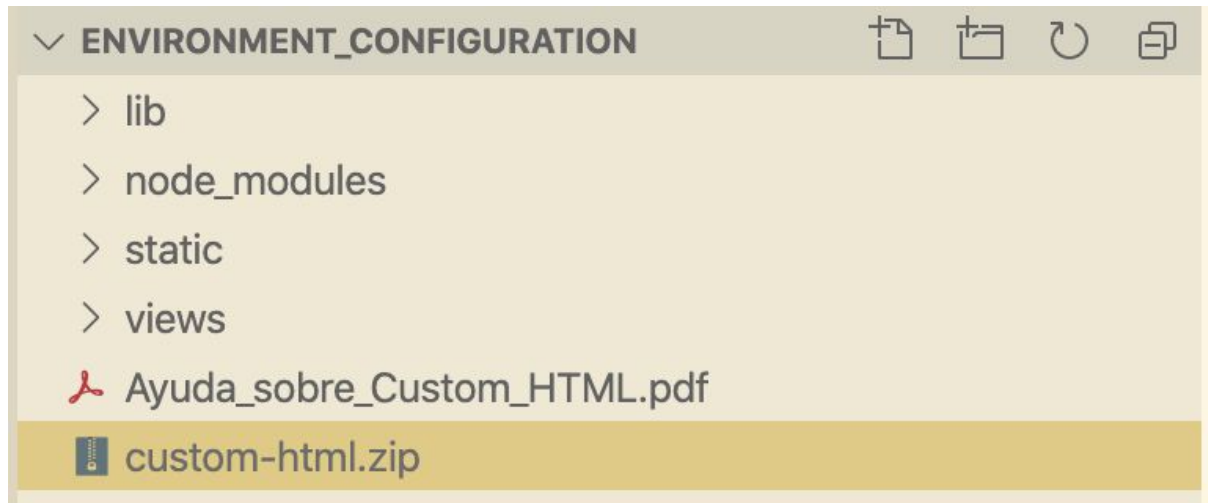 ENVIRONMENT_CONFIGURATION
lib
node_modules
static
views
Ayuda_sobre_Custom_HTML.pdf
custom-html.zip